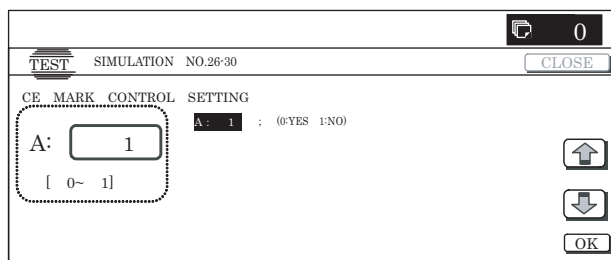 0
TEST SIMULATION NO.26-30 CLOSE
CE MARK CONTROL SETTING
A: 1 ; (0:YES 1:NO)
A: 1
[ 0~ 1]
OK